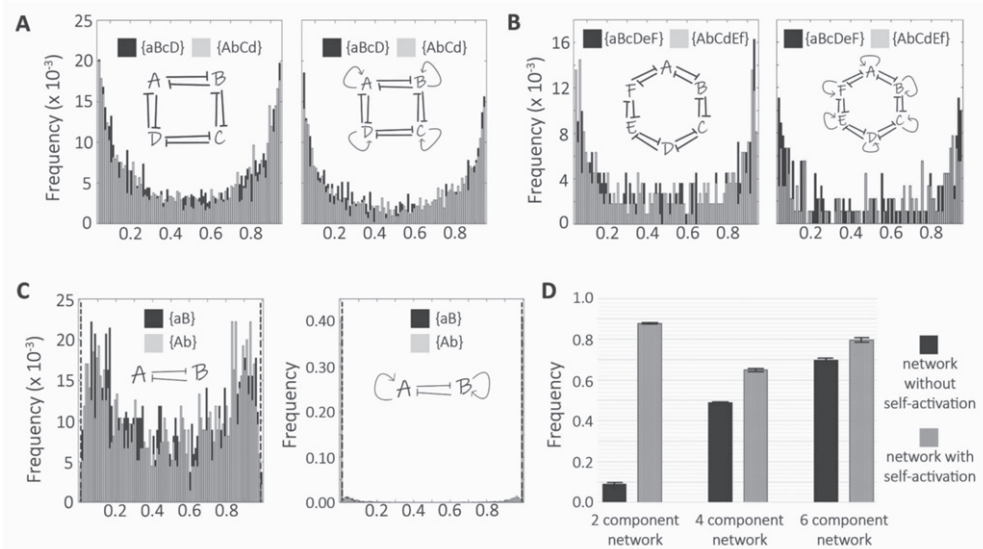 A
Frequency (x 10⁻³)
25
20
15
10
5
0
{aBcD} {AbCd}
A B
D C
0.2 0.4 0.6 0.8
{aBcD} {AbCd}
A B
D C
0.2 0.4 0.6 0.8
B
Frequency (x 10⁻³)
16
12
8
4
0
{aBcDeF} {AbCdEf}
A
F B
E C
D
0.2 0.4 0.6 0.8
{aBcDeF} {AbCdEf}
A
F B
E C
D
0.2 0.4 0.6 0.8
C
Frequency (x 10⁻³)
25
20
15
10
5
0
{aB}
{Ab}
A B
0.2 0.4 0.6 0.8
Frequency
0.40
0.30
0.20
0.10
0.00
{aB}
{Ab}
A B
0.2 0.4 0.6 0.8
D
Frequency
1.0
0.8
0.6
0.4
0.2
0.0
2 component
network
4 component
network
6 component
network
network
without
self-activation
network with
self-activation